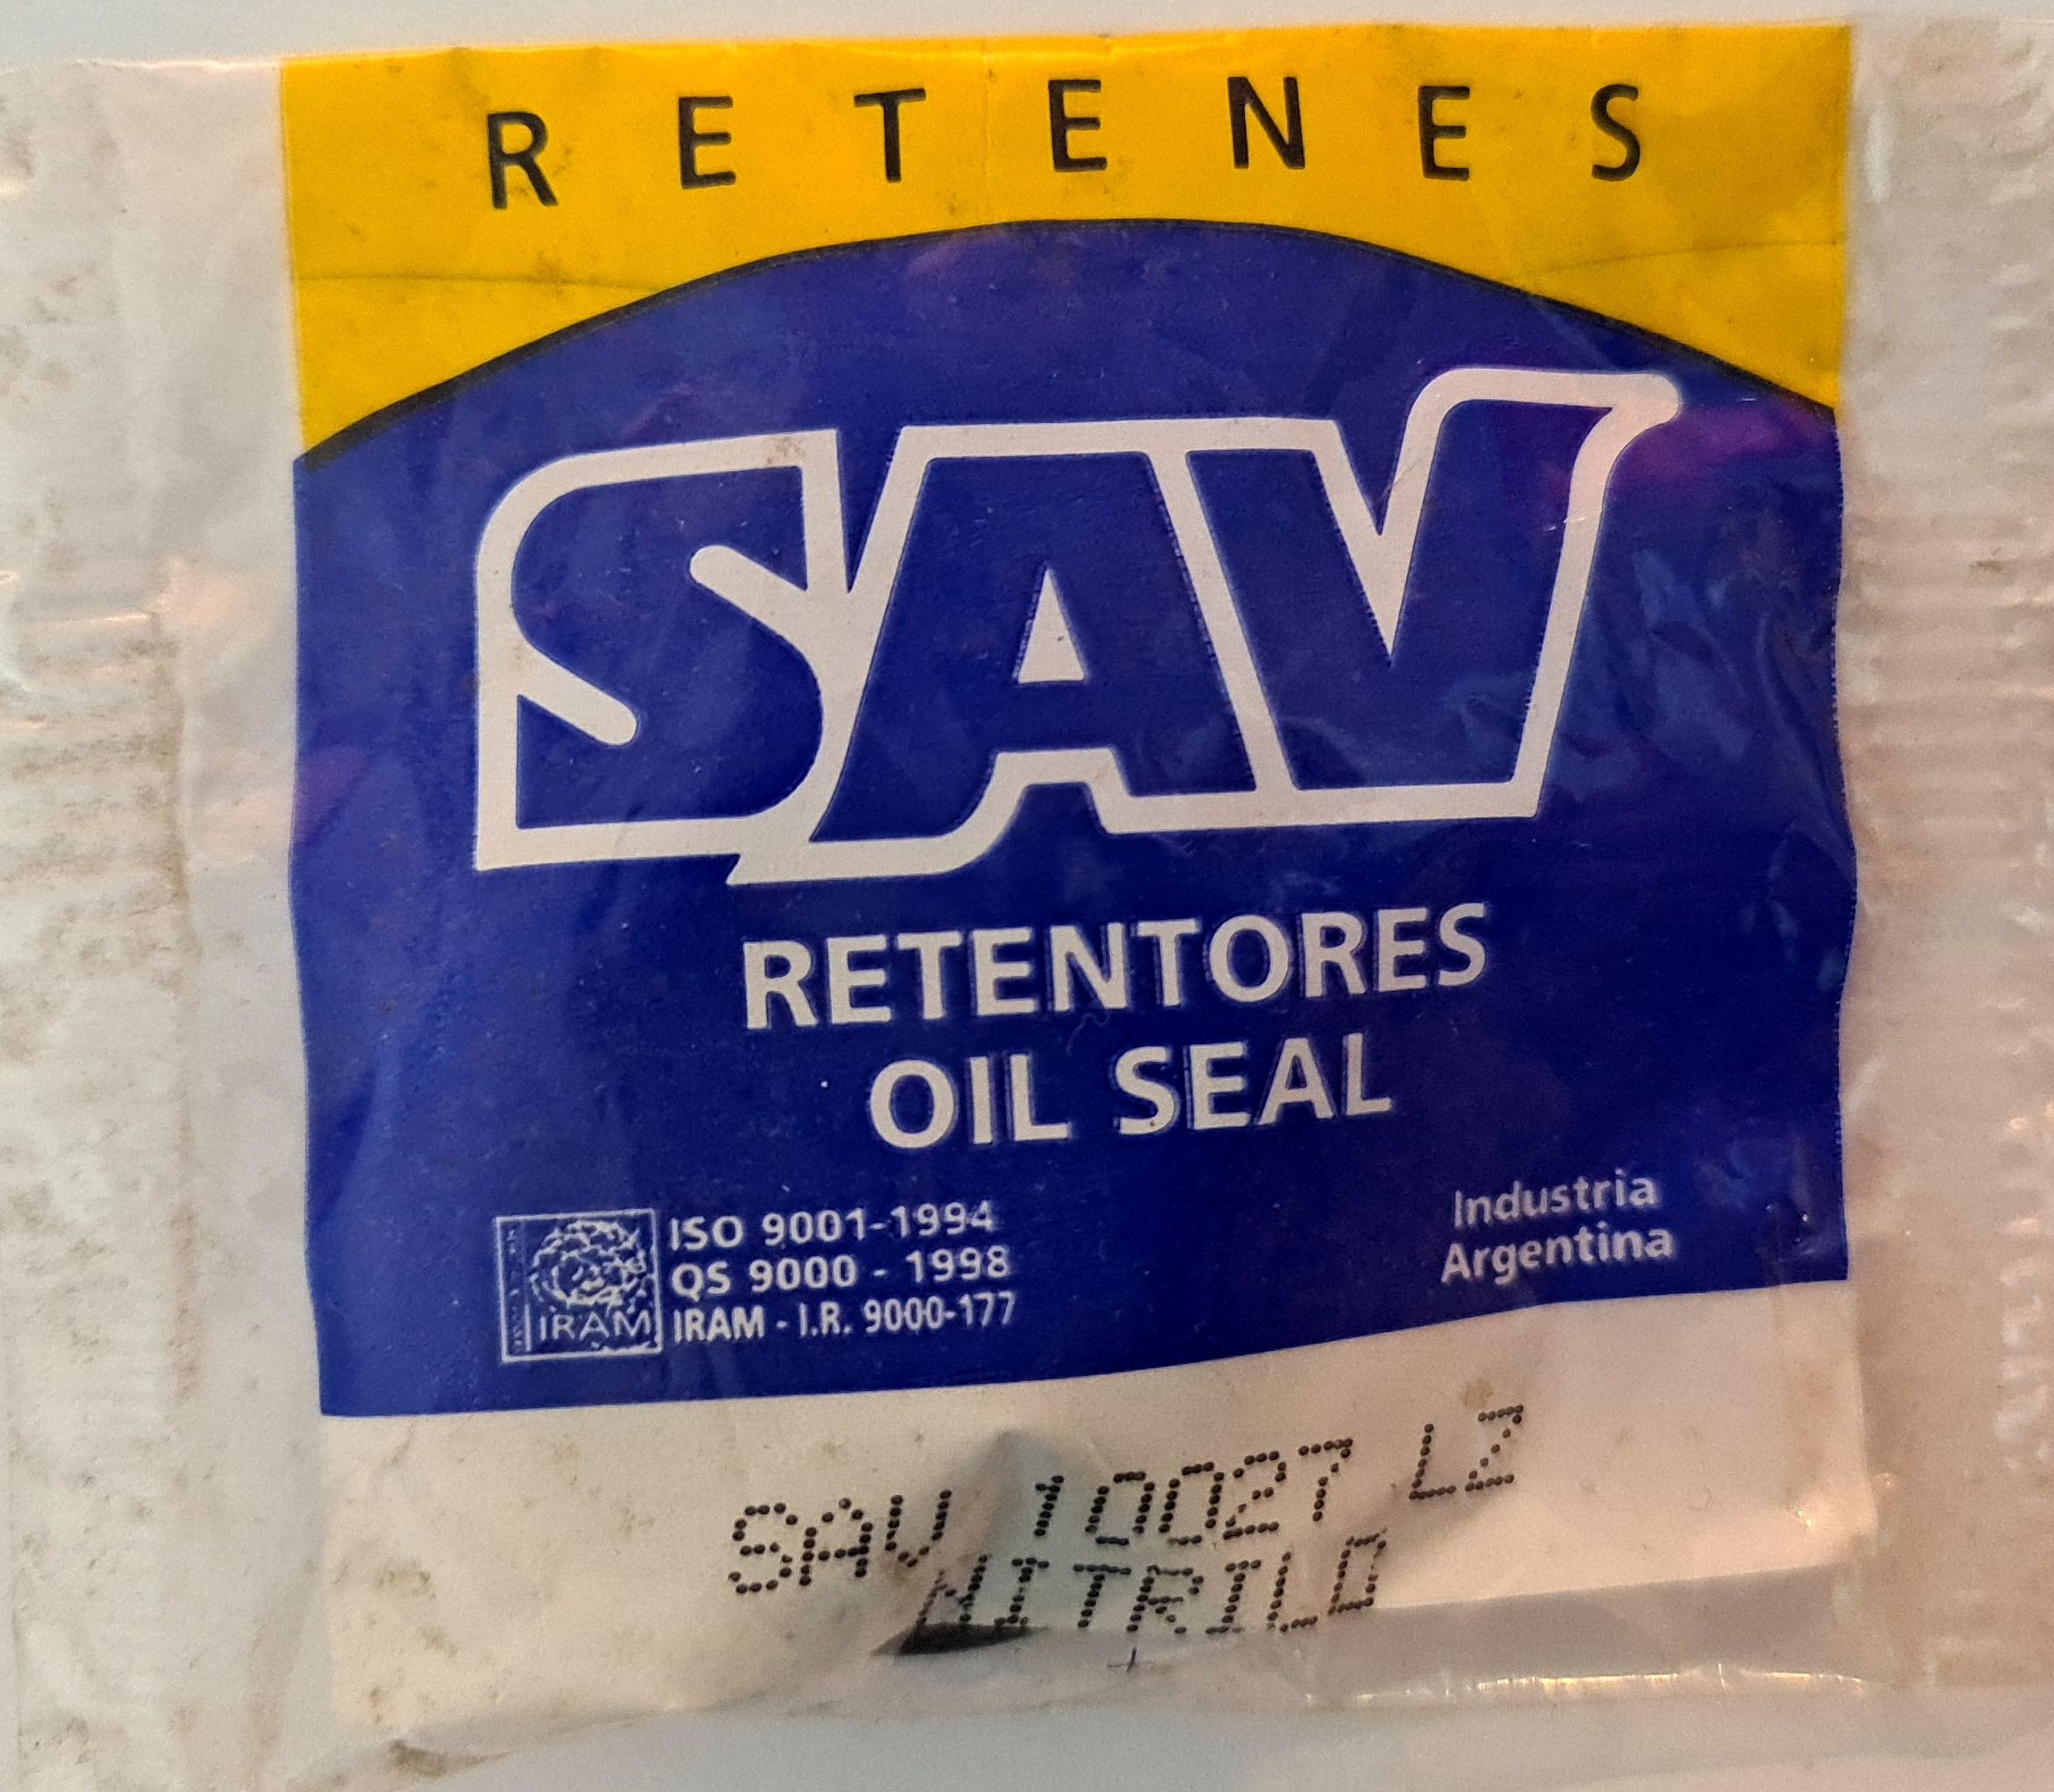 RETENES
SAV
RETENTORES
OIL SEAL
ISO 9001-1994
QS 9000 - 1998
IRAM - I.R. 9000-177
IRAM
Industria
Argentina
SAV 10027 LZ
NITRILO